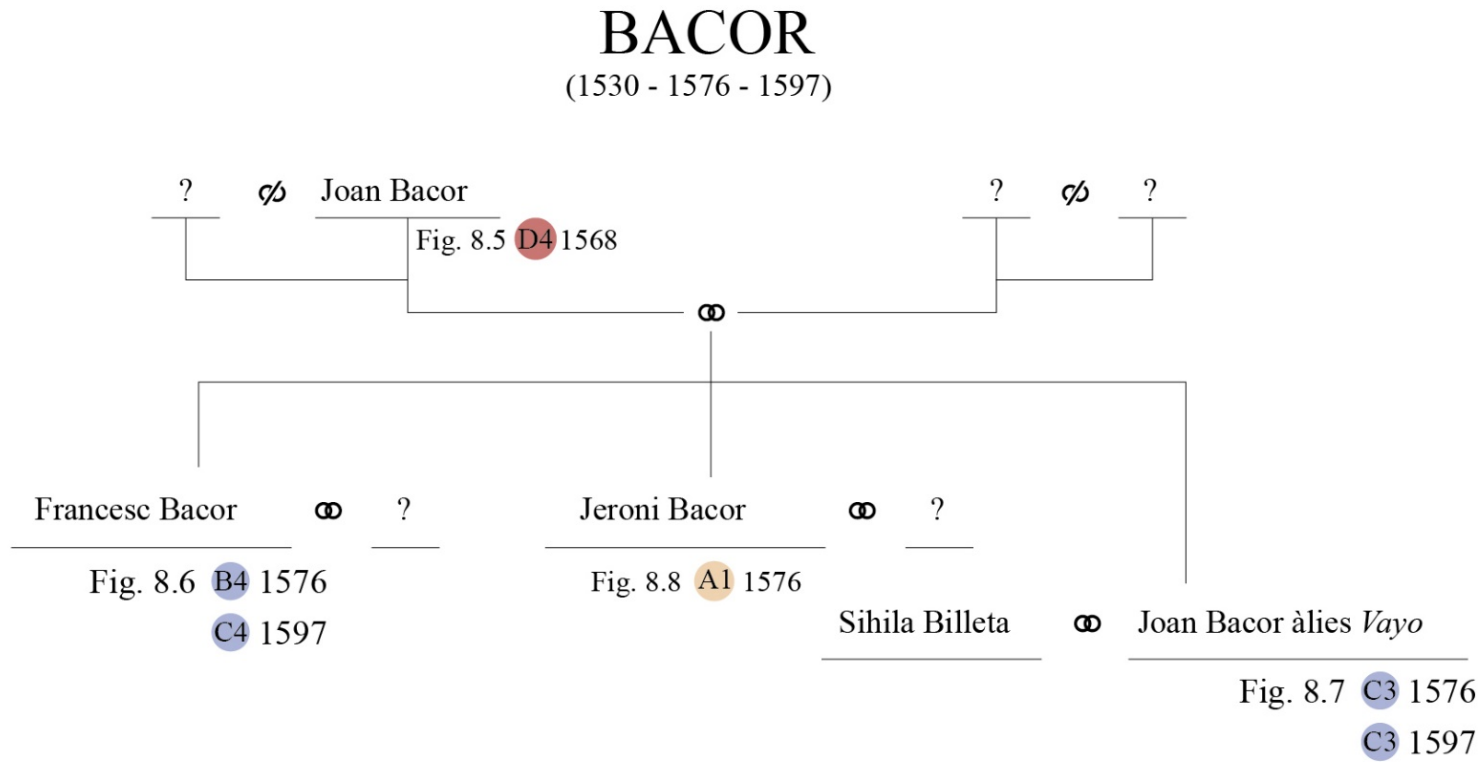 BACOR
(1530 - 1576 - 1597)
? Joan Bacor ? ?
Fig. 8.5 D4 1568
Francesc Bacor ? Jeroni Bacor ?
Fig. 8.6 B4 1576 Fig. 8.8 A1 1576
C4 1597 Sihila Billeta Joan Bacor àlies Vayo
Fig. 8.7 C3 1576
C3 1597